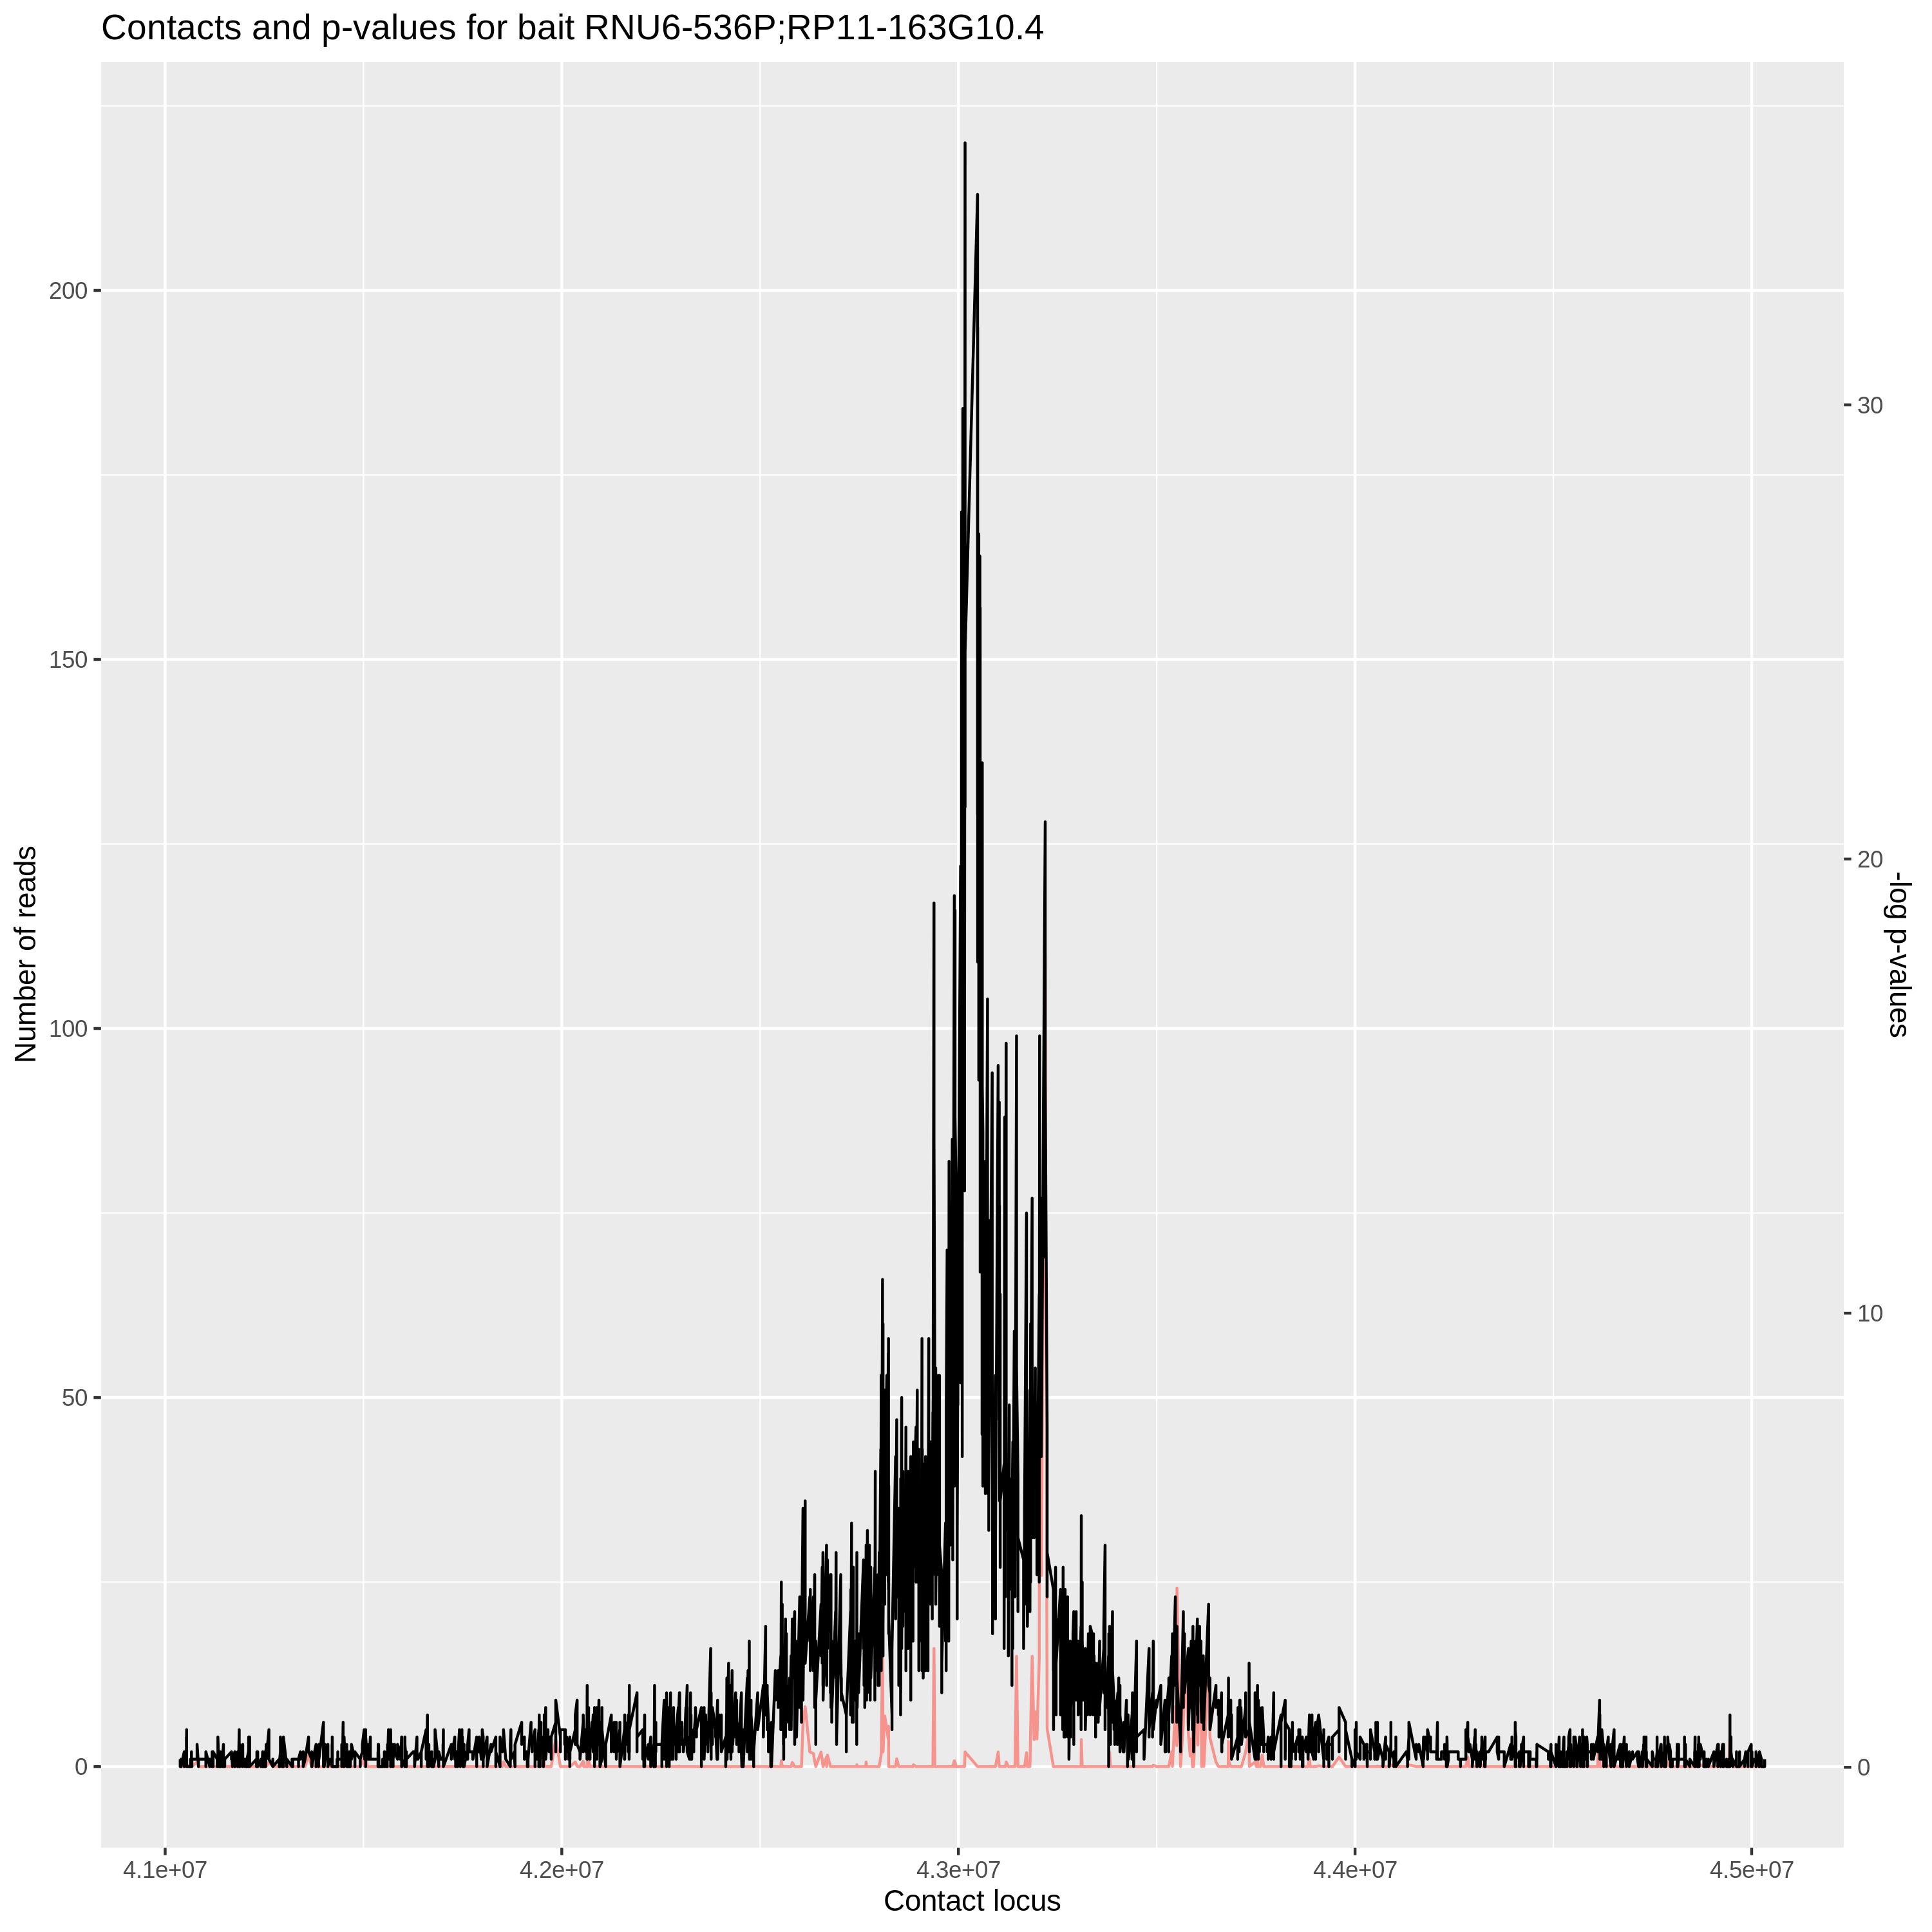 Contacts and p-values for bait RNU6-536P;RP11-163G10.4
200
150
100
50
0
Number of reads
30
20
10
0
-log p-values
4.1e+07
4.2e+07
4.3e+07
4.4e+07
4.5e+07
Contact locus